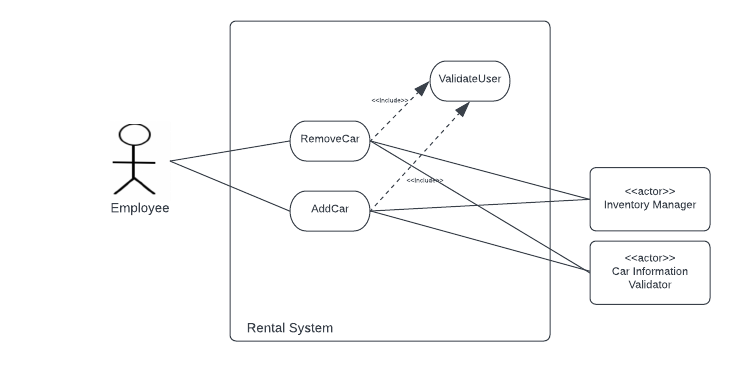 ValidateUser
<<include>>
RemoveCar
<<include>>
<<actor>>
Inventory Manager
Employee
AddCar
<<actor>>
Car Information
Validator
Rental System